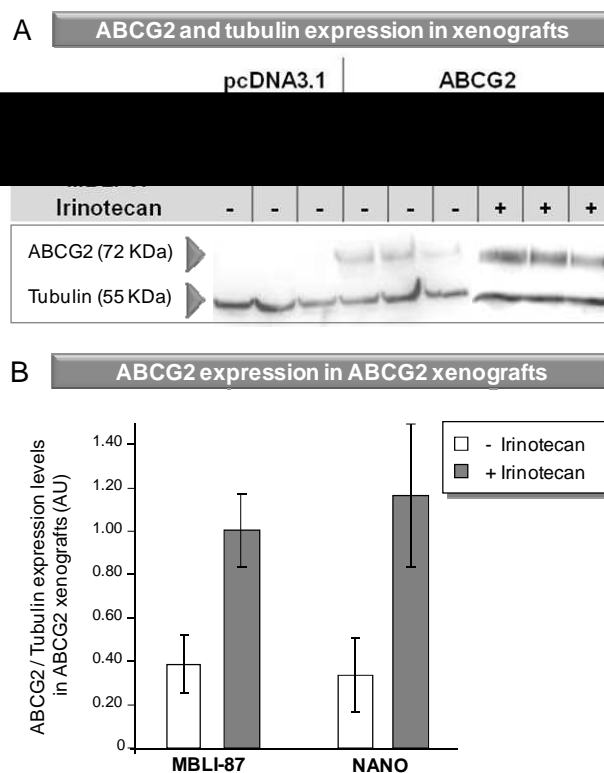 A ABCG2 and tubulin expression in xenografts
pcDNA3.1 ABCG2
Irinotecan - - - - - - + + +
ABCG2 (72 KDa)
Tubulin (55 KDa)
B ABCG2 expression in ABCG2 xenografts
ABCG2 / Tubulin expression levels
in ABCG2 xenografts (AU)
1.40
1.20
1.00
0.80
0.60
0.40
0.20
0
- Irinotecan
+ Irinotecan
MBLI-87 NANO